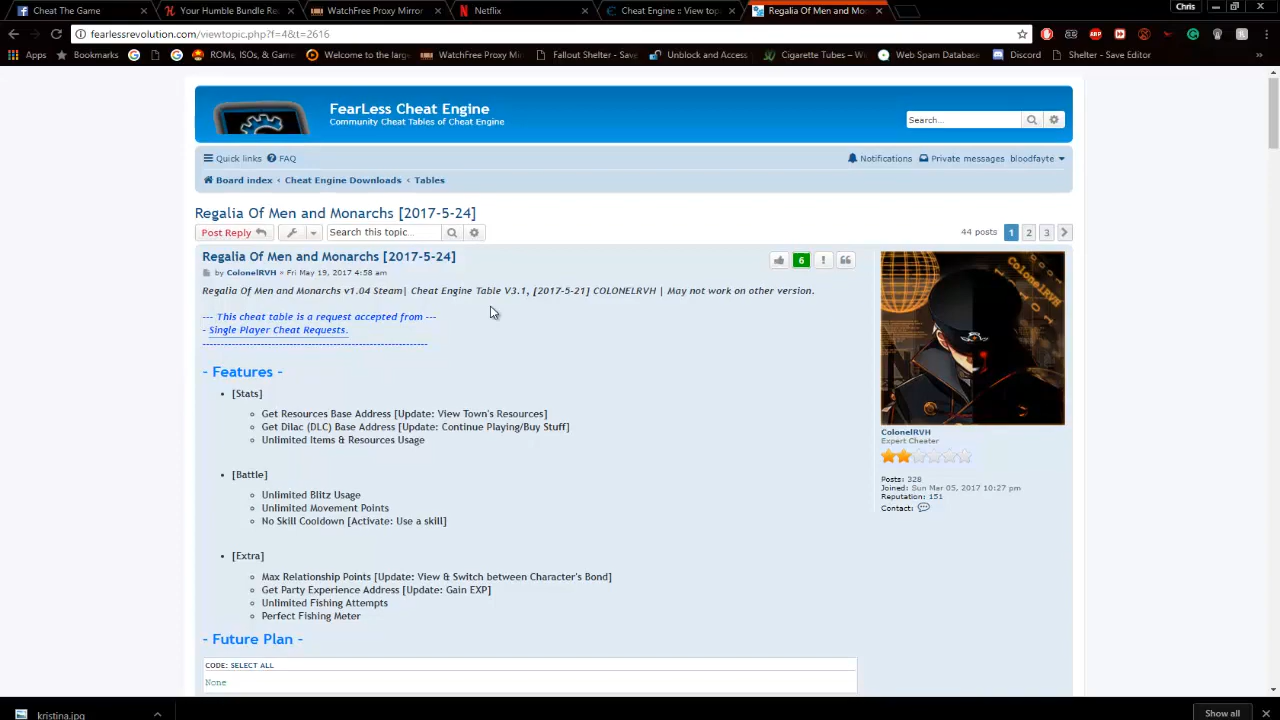 Cheat The Game
Your Humble Bundle Re
WatchFree Proxy Mirror
Netflix
Cheat Engine :: View top
Regalia Of Men and Mo
Chris
fearlessrevolution.com/viewtopic.php?f=4&t=2616
Apps
Bookmarks
ROMs, ISOs, & Game
Welcome to the larg
WatchFree Proxy Mi
Fallout Shelter - Save
Unblock and Access
Cigarette Tubes – W
Web Spam Database
Discord
Shelter - Save Editor
FearLess Cheat Engine
Community Cheat Tables of Cheat Engine
Search...
Quick links
FAQ
Notifications
Private messages
bloodfayte
Board index ‹ Cheat Engine Downloads ‹ Tables
Regalia Of Men and Monarchs [2017-5-24]
Post Reply
Search this topic...
44 posts
1
2
3
Regalia Of Men and Monarchs [2017-5-24]
6
by ColonelRVH » Fri May 19, 2017 4:58 am
Regalia Of Men and Monarchs v1.04 Steam| Cheat Engine Table V3.1, [2017-5-21] COLONELRVH | May not work on other version.
--- This cheat table is a request accepted from ---
- Single Player Cheat Requests.
- Features -
[Stats]
Get Resources Base Address [Update: View Town's Resources]
Get Dilac (DLC) Base Address [Update: Continue Playing/Buy Stuff]
Unlimited Items & Resources Usage
[Battle]
Unlimited Blitz Usage
Unlimited Movement Points
No Skill Cooldown [Activate: Use a skill]
[Extra]
Max Relationship Points [Update: View & Switch between Character's Bond]
Get Party Experience Address [Update: Gain EXP]
Unlimited Fishing Attempts
Perfect Fishing Meter
- Future Plan -
CODE: SELECT ALL
None
ColonelRVH
ColonelRVH
Expert Cheater
Posts: 328
Joined: Sun Mar 05, 2017 10:27 pm
Reputation: 151
Contact:
kristina.jpg
Show all